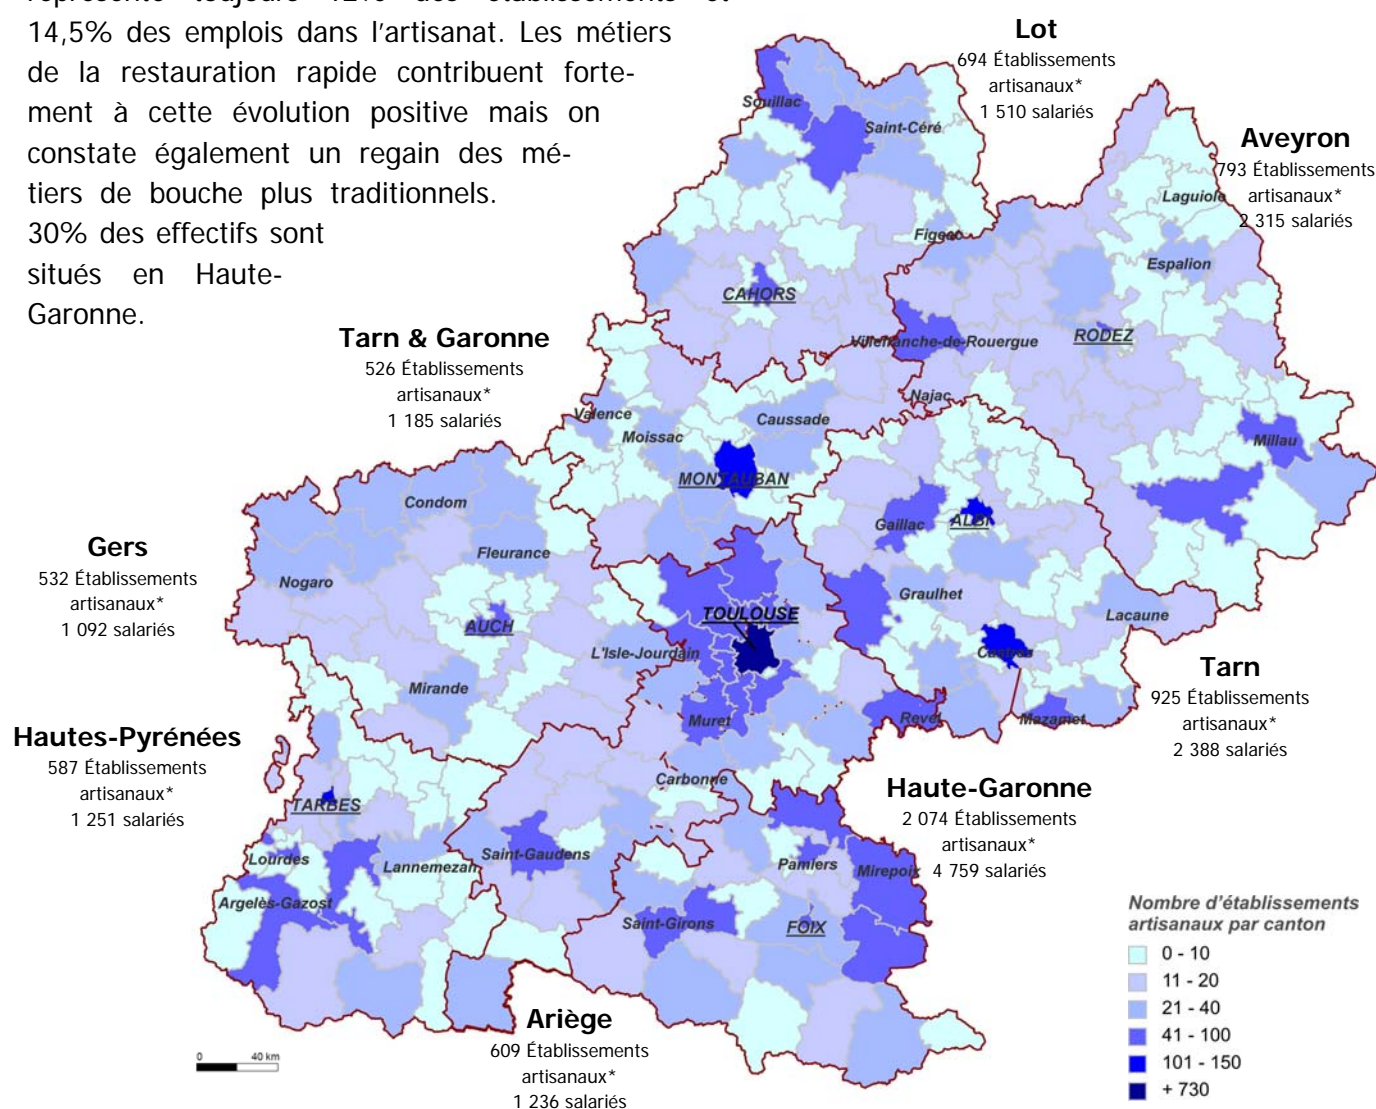 14,5% des emplois dans l'artisanat. Les métiers
de la restauration rapide contribuent forte-
ment à cette évolution positive mais on
constate également un regain des mé-
tiers de bouche plus traditionnels.
30% des effectifs sont
situés en Haute-
Garonne.
Lot
694 Établissements
artisanaux*
1 510 salariés
Aveyron
793 Établissements
artisanaux*
2 315 salariés
Tarn & Garonne
526 Établissements
artisanaux*
1 185 salariés
Gers
532 Établissements
artisanaux*
1 092 salariés
Hautes-Pyrénées
587 Établissements
artisanaux*
1 251 salariés
Tarn
925 Établissements
artisanaux*
2 388 salariés
Haute-Garonne
2 074 Établissements
artisanaux*
4 759 salariés
Ariège
609 Établissements
artisanaux*
1 236 salariés
Souillac
Saint-Céré
Laguiole
Figeac
Espalion
CAHORS
RODEZ
Villefranche-de-Rouergue
Najac
Valence
Caussade
Moissac
Millau
MONTAUBAN
Condom
Gaillac
ALBI
Fleurance
Nogaro
Graulhet
Lacaune
AUCH
TOULOUSE
L'Isle-Jourdain
Castres
Mirande
Muret
Revel
Mazamet
Carbonne
TARBES
Lourdes
Lannemezan
Saint-Gaudens
Pamiers
Mirepoix
Argelès-Gazost
Saint-Girons
FOIX
Nombre d'établissements
artisanaux par canton
0 - 10
11 - 20
21 - 40
41 - 100
101 - 150
+ 730
0 40 km